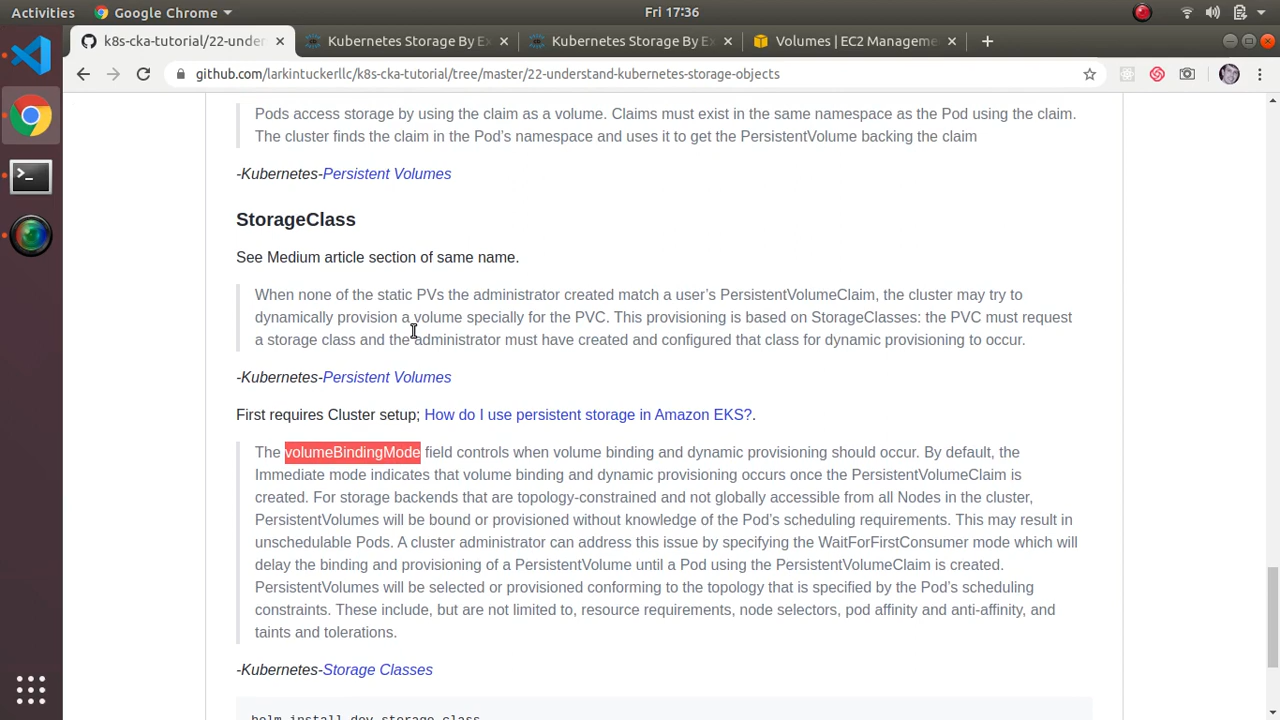 Activities
Google Chrome
Fri 17:36
k8s-cka-tutorial/22-under
Kubernetes Storage By Ex
Kubernetes Storage By Ex
Volumes | EC2 Manageme
github.com/larkintuckerllc/k8s-cka-tutorial/tree/master/22-understand-kubernetes-storage-objects
Pods access storage by using the claim as a volume. Claims must exist in the same namespace as the Pod using the claim.
The cluster finds the claim in the Pod’s namespace and uses it to get the PersistentVolume backing the claim
-Kubernetes-Persistent Volumes
StorageClass
See Medium article section of same name.
When none of the static PVs the administrator created match a user’s PersistentVolumeClaim, the cluster may try to
dynamically provision a volume specially for the PVC. This provisioning is based on StorageClasses: the PVC must request
a storage class and the administrator must have created and configured that class for dynamic provisioning to occur.
-Kubernetes-Persistent Volumes
First requires Cluster setup; How do I use persistent storage in Amazon EKS?.
The volumeBindingMode field controls when volume binding and dynamic provisioning should occur. By default, the
Immediate mode indicates that volume binding and dynamic provisioning occurs once the PersistentVolumeClaim is
created. For storage backends that are topology-constrained and not globally accessible from all Nodes in the cluster,
PersistentVolumes will be bound or provisioned without knowledge of the Pod’s scheduling requirements. This may result in
unschedulable Pods. A cluster administrator can address this issue by specifying the WaitForFirstConsumer mode which will
delay the binding and provisioning of a PersistentVolume until a Pod using the PersistentVolumeClaim is created.
PersistentVolumes will be selected or provisioned conforming to the topology that is specified by the Pod’s scheduling
constraints. These include, but are not limited to, resource requirements, node selectors, pod affinity and anti-affinity, and
taints and tolerations.
-Kubernetes-Storage Classes
helm install dev storage class